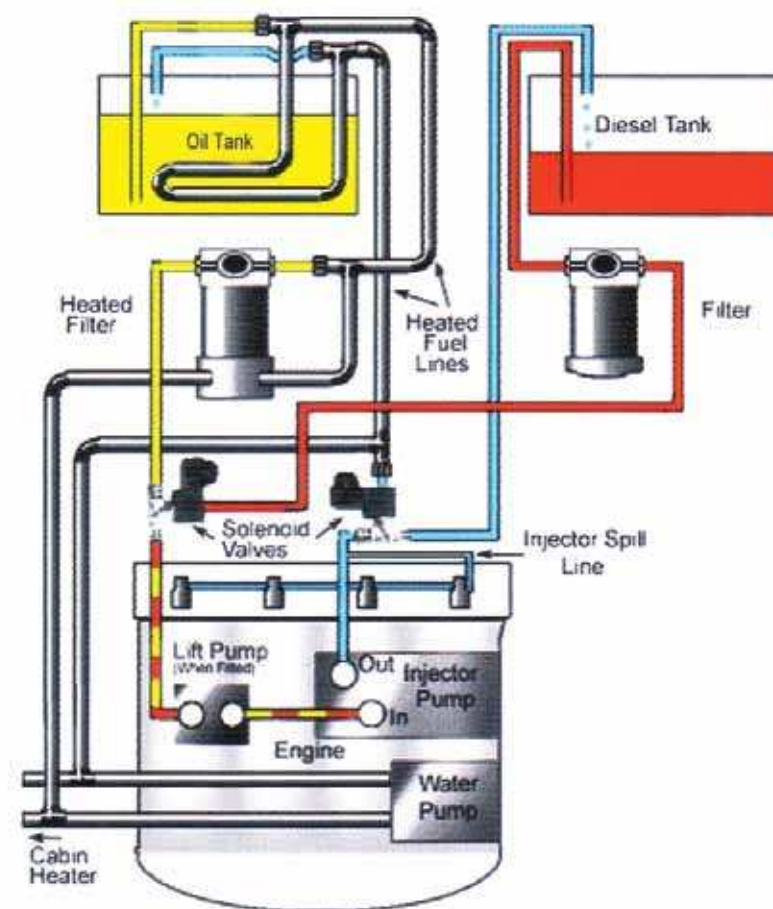 Oil Tank
Diesel Tank
Heated
Filter
Heated
Fuel
Lines
Filter
Solenoid
Valves
Injector Spill
Line
Lift Pump
(When Fitted)
Out
Injector
Pump
In
Engine
Water
Pump
Cabin
Heater